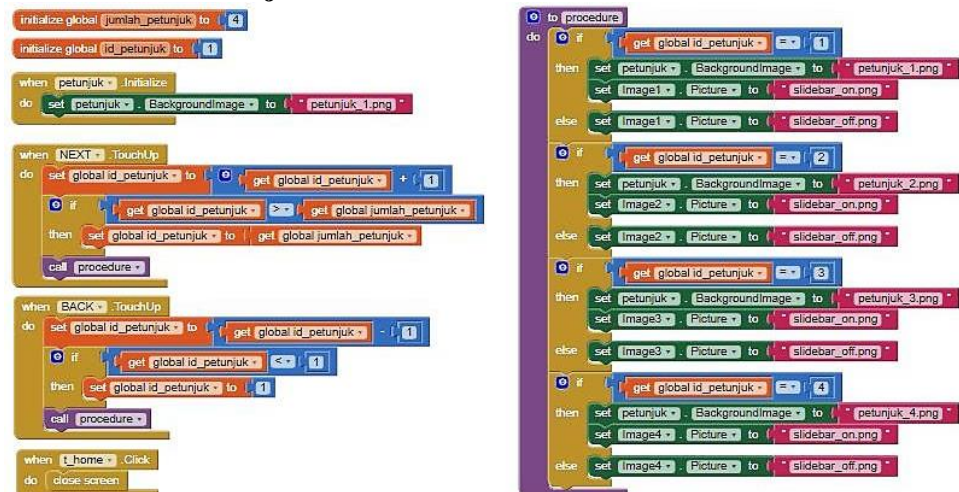 initialize global jumlah_petunjuk to 4
initialize global id_petunjuk to 1
when petunjuk .Initialize
do set petunjuk . BackgroundImage to " petunjuk_1.png "
when NEXT .TouchUp
do set global id_petunjuk to get global id_petunjuk + 1
if get global id_petunjuk > get global jumlah_petunjuk
then set global id_petunjuk to get global jumlah_petunjuk
call procedure
when BACK .TouchUp
do set global id_petunjuk to get global id_petunjuk - 1
if get global id_petunjuk < 1
then set global id_petunjuk to 1
call procedure
when t_home .Click
do close screen
to procedure
do if get global id_petunjuk = 1
then set petunjuk . BackgroundImage to " petunjuk_1.png "
set Image1 . Picture to " slidebar_on.png "
else set Image1 . Picture to " slidebar_off.png "
if get global id_petunjuk = 2
then set petunjuk . BackgroundImage to " petunjuk_2.png "
set Image2 . Picture to " slidebar_on.png "
else set Image2 . Picture to " slidebar_off.png "
if get global id_petunjuk = 3
then set petunjuk . BackgroundImage to " petunjuk_3.png "
set Image3 . Picture to " slidebar_on.png "
else set Image3 . Picture to " slidebar_off.png "
if get global id_petunjuk = 4
then set petunjuk . BackgroundImage to " petunjuk_4.png "
set Image4 . Picture to " slidebar_on.png "
else set Image4 . Picture to " slidebar_off.png "